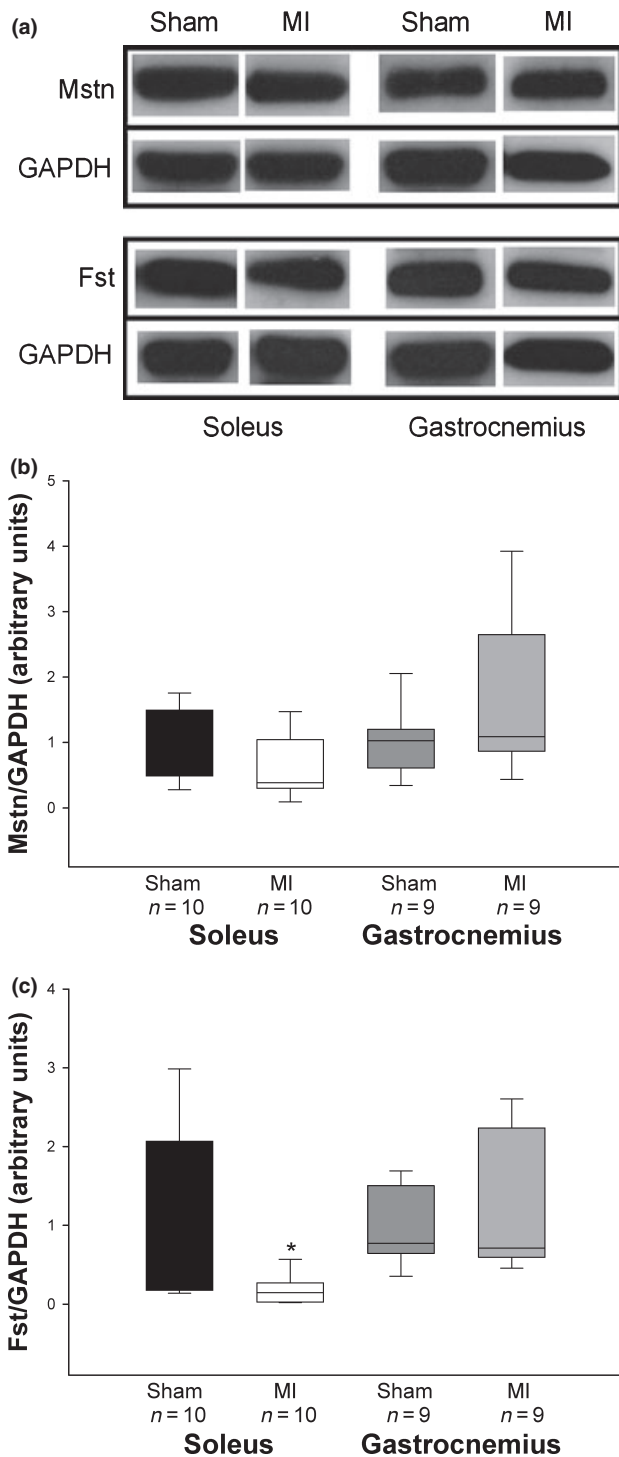 (a)
Sham MI Sham MI
Mstn
GAPDH
Fst
GAPDH
Soleus Gastrocnemius
(b)
Mstn/GAPDH (arbitrary units)
5
4
3
2
1
0
Sham MI Sham MI
n = 10 n = 10 n = 9 n = 9
Soleus Gastrocnemius
(c)
Fst/GAPDH (arbitrary units)
4
3
2
1
0
*
Sham MI Sham MI
n = 10 n = 10 n = 9 n = 9
Soleus Gastrocnemius